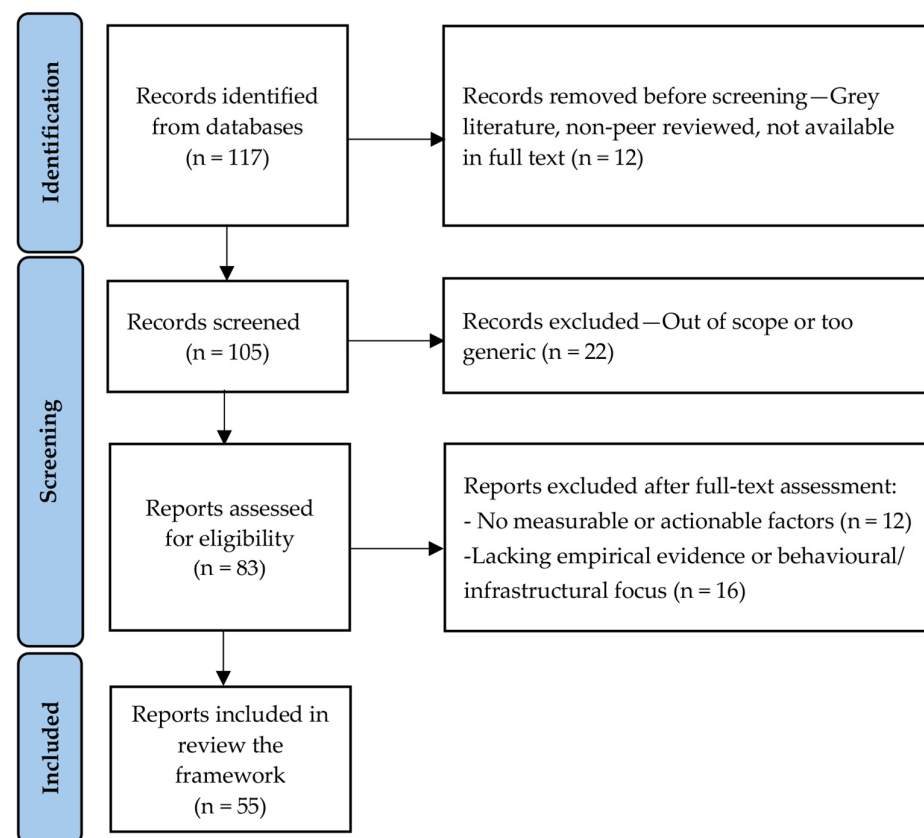 Identification
Records identified
from databases
(n = 117)
Records removed before screening—Grey
literature, non-peer reviewed, not available
in full text (n = 12)
Screening
Records screened
(n = 105)
Records excluded—Out of scope or too
generic (n = 22)
Reports assessed
for eligibility
(n = 83)
Reports excluded after full-text assessment:
- No measurable or actionable factors (n = 12)
-Lacking empirical evidence or behavioural/
infrastructural focus (n = 16)
Included
Reports included in
review the
framework
(n = 55)